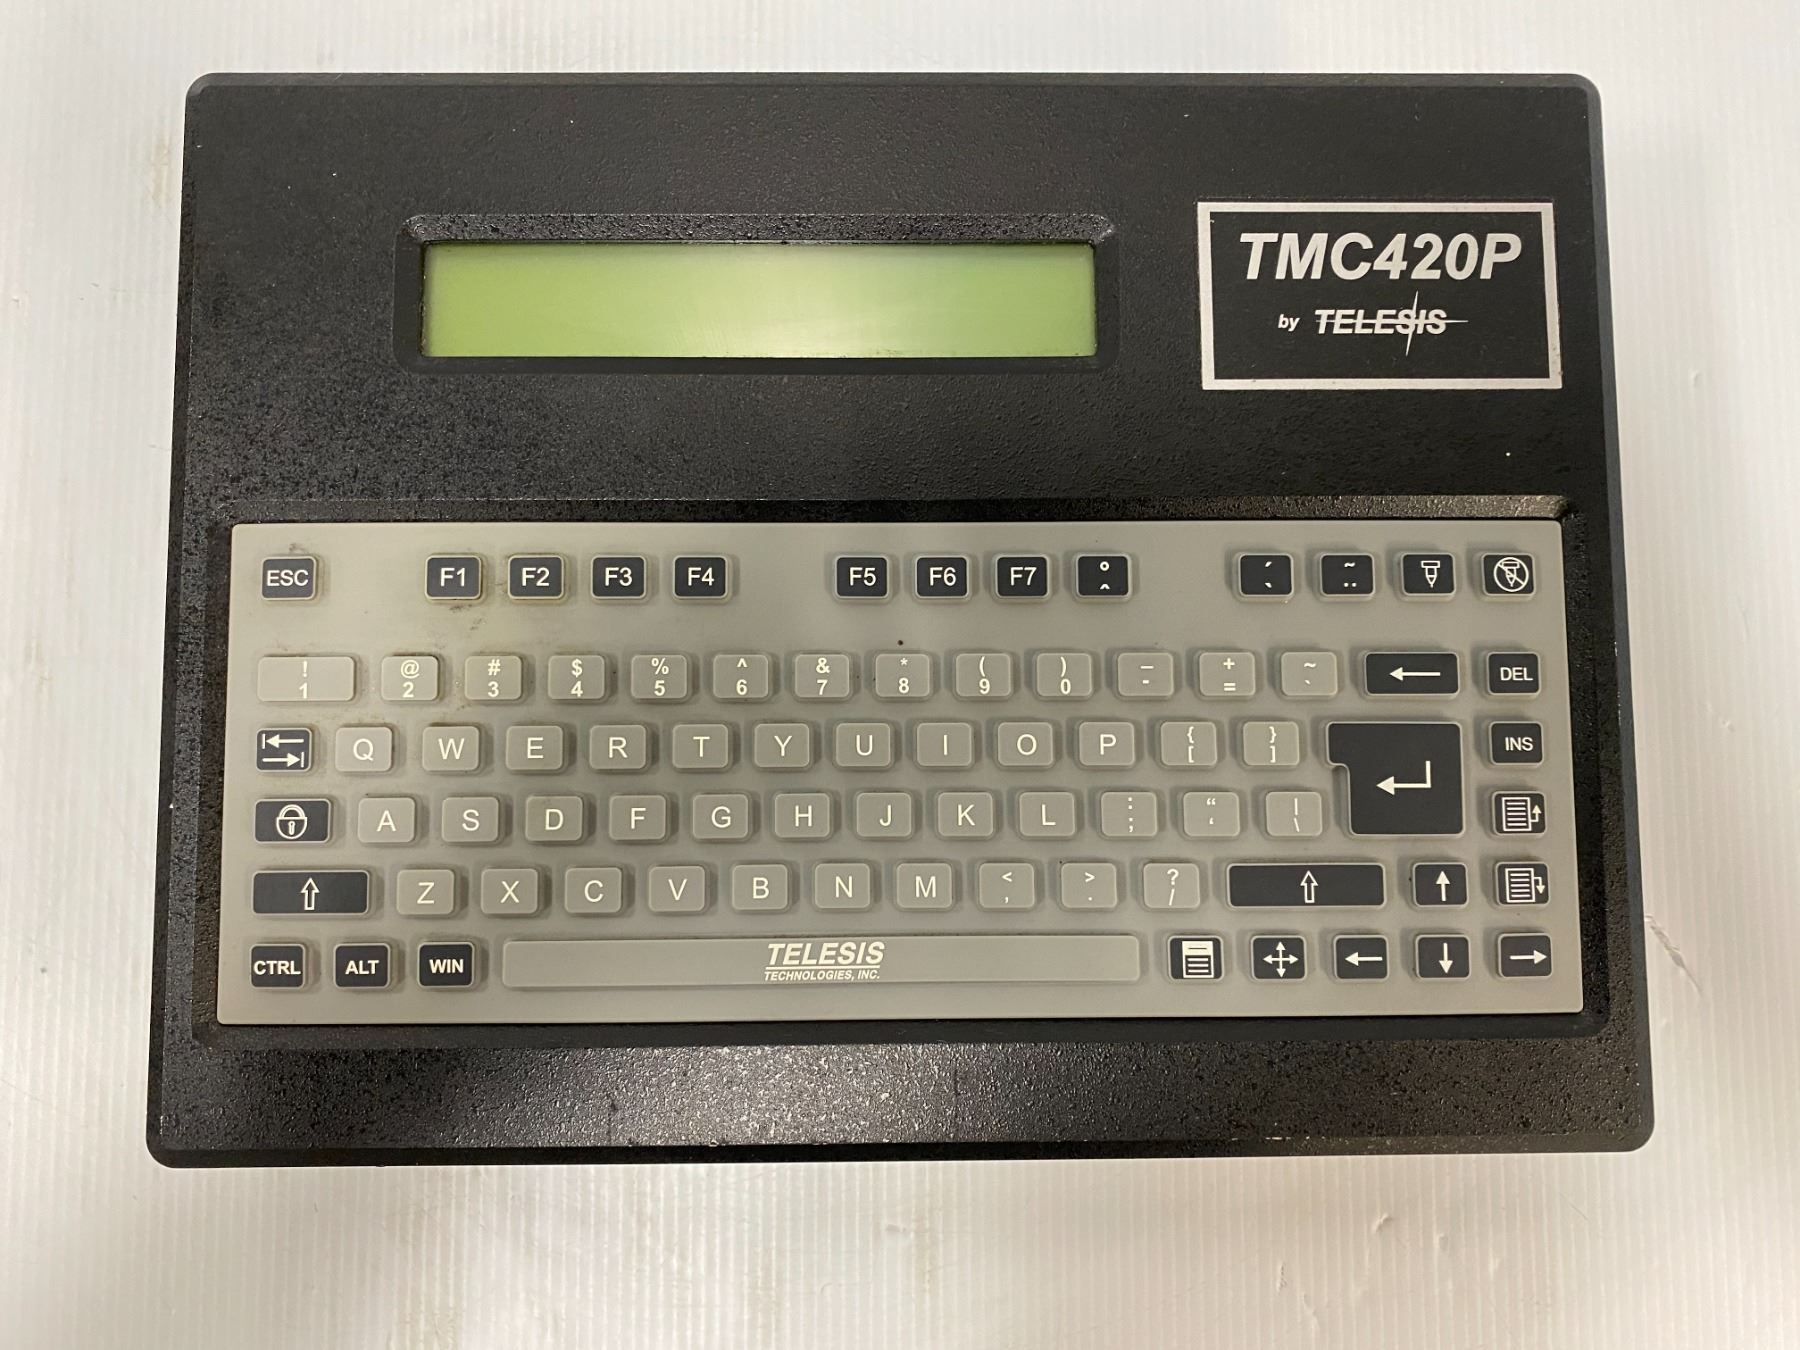 TMC420P
by TELESIS
ESC F1 F2 F3 F4 F5 F6 F7 ° ^ ´ ` ~ ¨
! @ # $ % ^ & * ( ) _ + ~
1 2 3 4 5 6 7 8 9 0 - = ` ← DEL
Q W E R T Y U I O P { [ } ] INS
A S D F G H J K L : ; “ ‘ ¦ \
Z X C V B N M < , > . ? /
CTRL ALT WIN TELESIS
TECHNOLOGIES, INC.